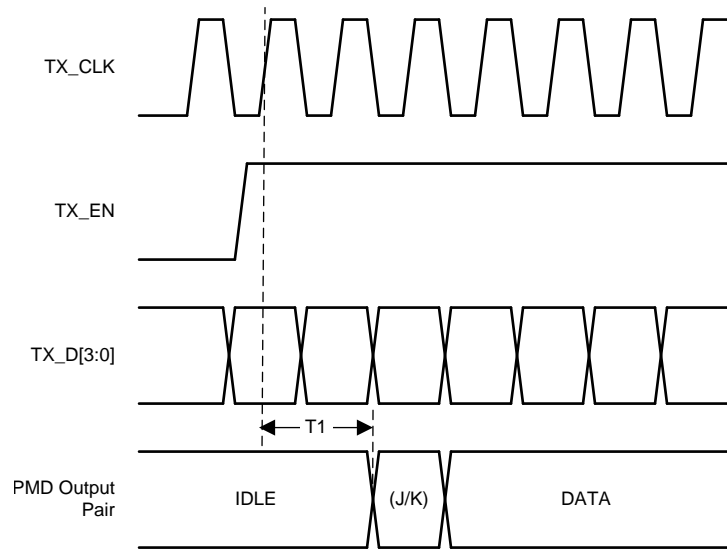 TX_CLK
TX_EN
TX_D[3:0]
T1
PMD Output
Pair
IDLE
(J/K)
DATA